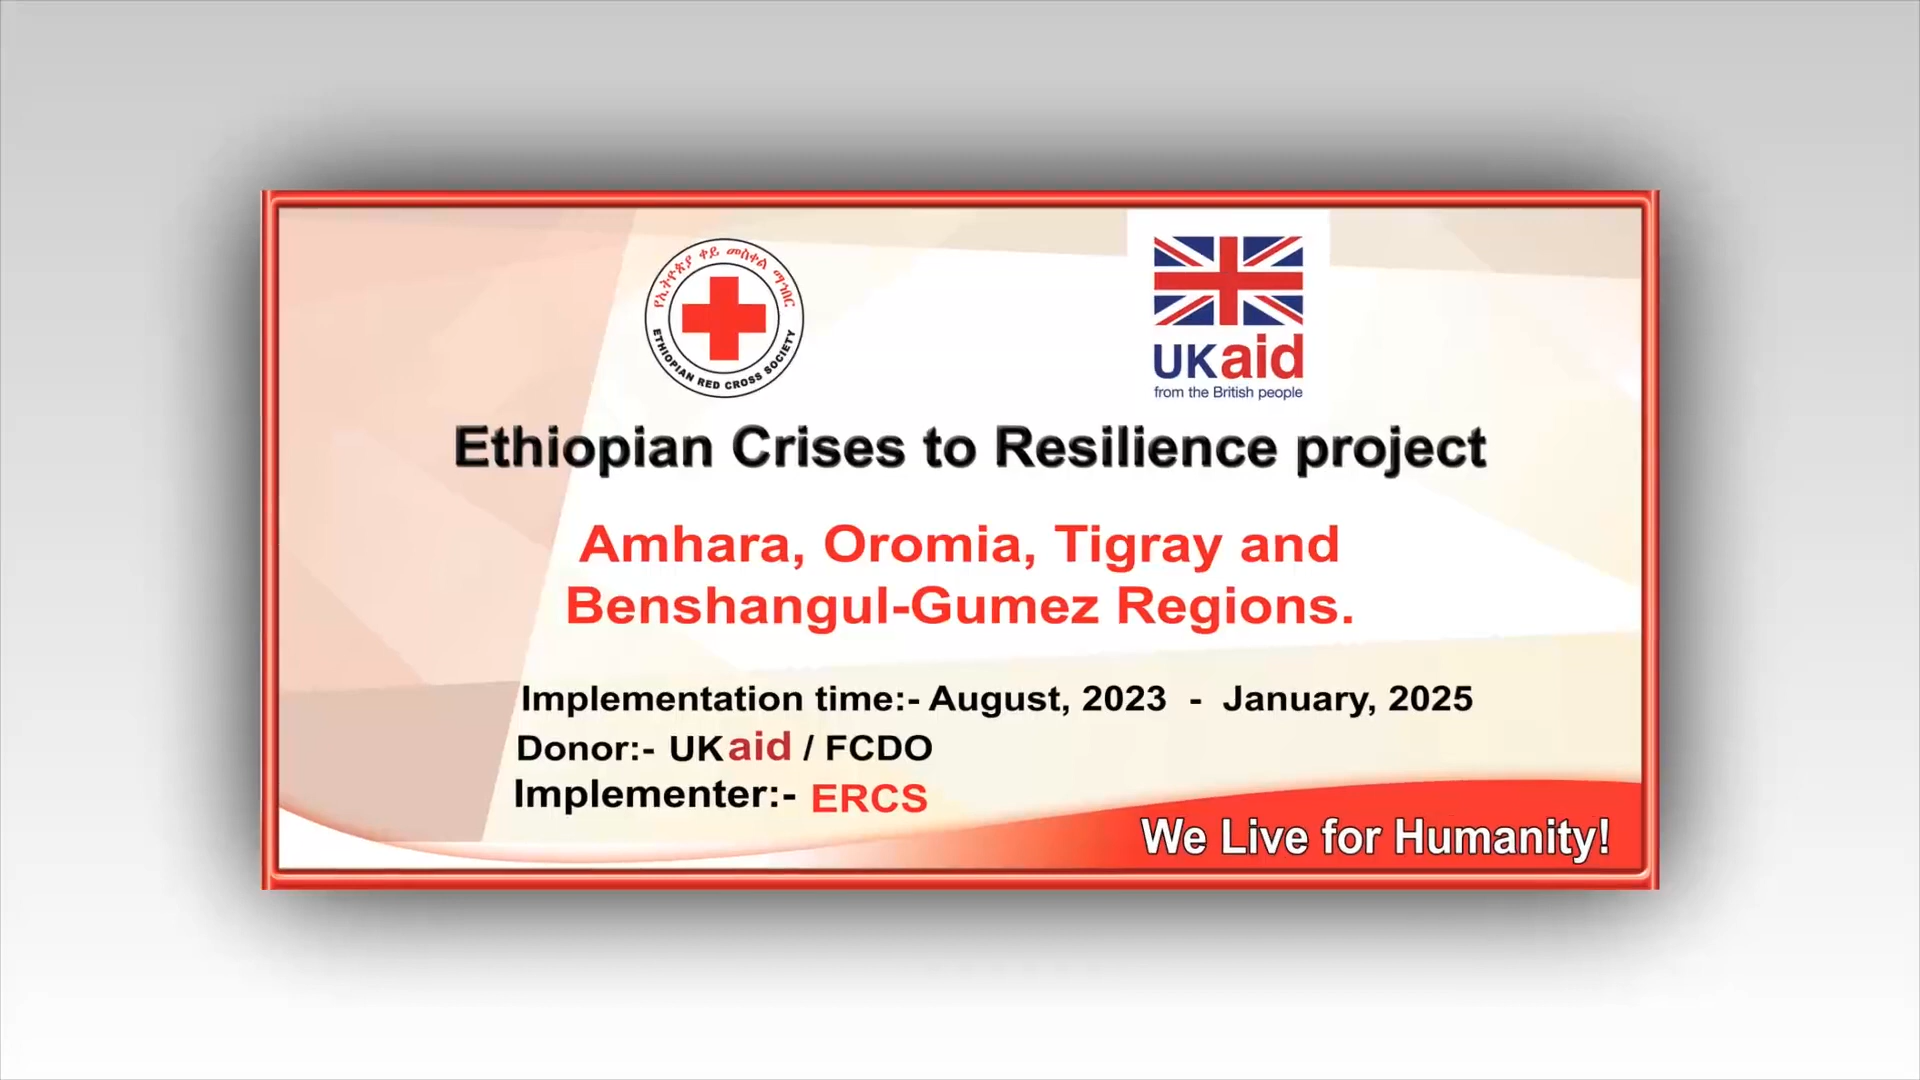 የኢትዮጵያ ቀይ መስቀል ማኅበር
ETHIOPIAN RED CROSS SOCIETY
UKaid
from the British people
Ethiopian Crises to Resilience project
Amhara, Oromia, Tigray and
Benshangul-Gumez Regions.
Implementation time:- August, 2023 - January, 2025
Donor:- UKaid / FCDO
Implementer:- ERCS
We Live for Humanity!